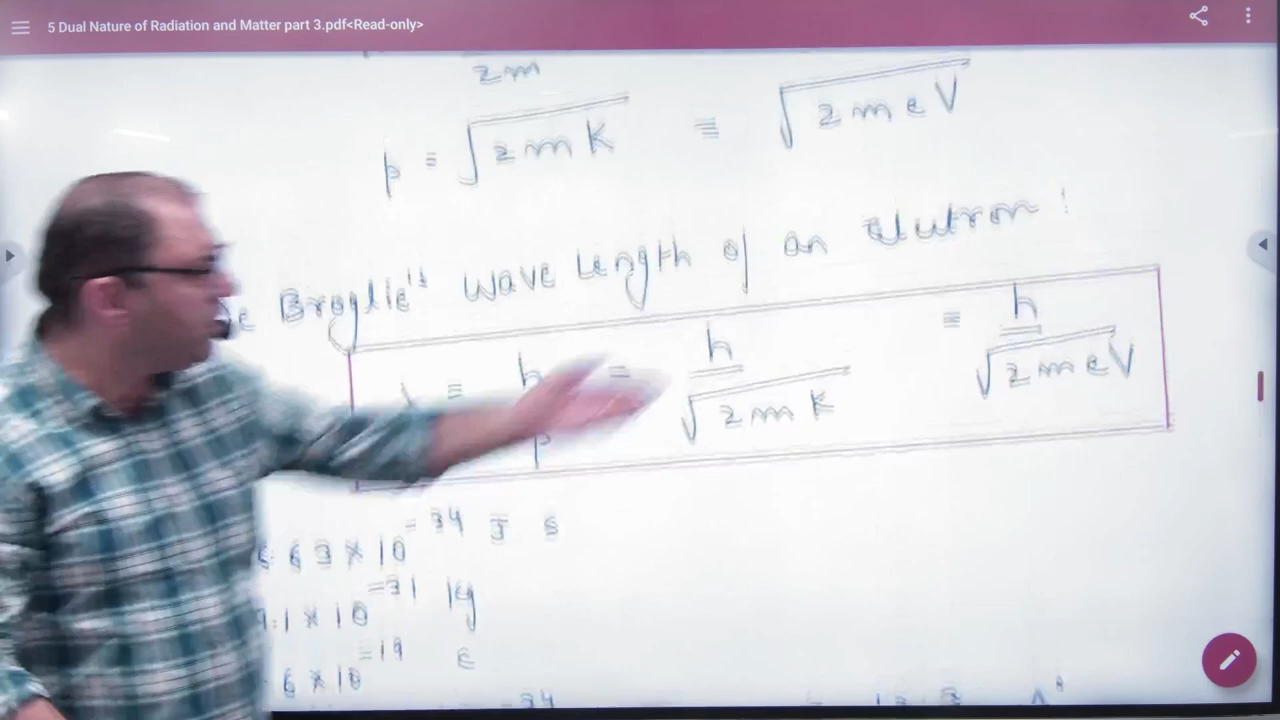 5 Dual Nature of Radiation and Matter part 3.pdf<Read-only>
2m
p = √2mK = √2meV
Broglie's wave length of an electron:
λ = h/p = h/√2mK = h/√2meV
6.63 × 10^-34 J s
9.1 × 10^-31 kg
6 × 10^-19 C
-34